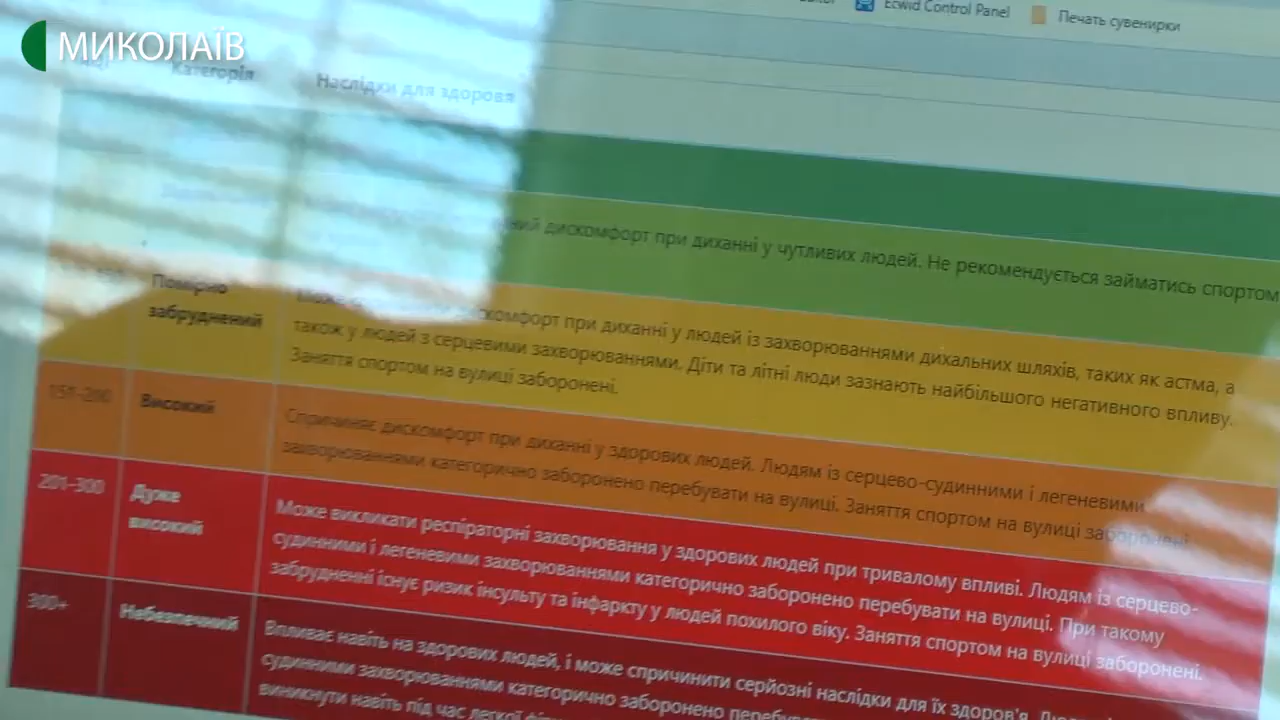 МИКОЛАЇВ
Ecwid Control Panel
Печать сувенирки
Категорія
Наслідки для здоров'я
дискомфорт при диханні у чутливих людей. Не рекомендується займатись спортом
Помірно
забруднений
Може
дискомфорт при диханні у людей із захворюваннями дихальних шляхів, таких як астма, а
також у людей з серцевими захворюваннями. Діти та літні люди зазнають найбільшого негативного впливу.
Заняття спортом на вулиці заборонені.
151-200
Високий
Спричиняє дискомфорт при диханні у здорових людей. Людям із серцево-судинними і легеневими
захворюваннями категорично заборонено перебувати на вулиці. Заняття спортом на вулиці заборонені.
201-300
Дуже
високий
Може викликати респіраторні захворювання у здорових людей при тривалому впливі. Людям із серцево-
судинними і легеневими захворюваннями категорично заборонено перебувати на вулиці. При такому
забрудненні існує ризик інсульту та інфаркту у людей похилого віку. Заняття спортом на вулиці заборонені.
300+
Небезпечний
Впливає навіть на здорових людей, і може спричинити серйозні наслідки для їх здоров'я.
судинними захворюваннями категорично заборонено
виникнути навіть під час легкої